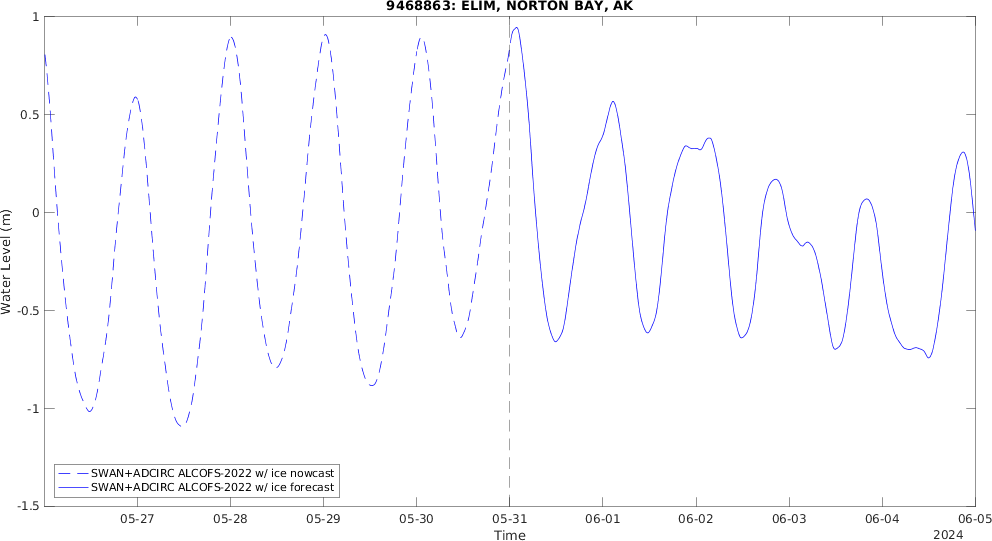 9468863: ELIM, NORTON BAY, AK
Water Level (m)
1
0.5
0
-0.5
-1
-1.5
SWAN+ADCIRC ALCOFS-2022 w/ ice nowcast
SWAN+ADCIRC ALCOFS-2022 w/ ice forecast
05-27 05-28 05-29 05-30 05-31 06-01 06-02 06-03 06-04 06-05
Time
2024